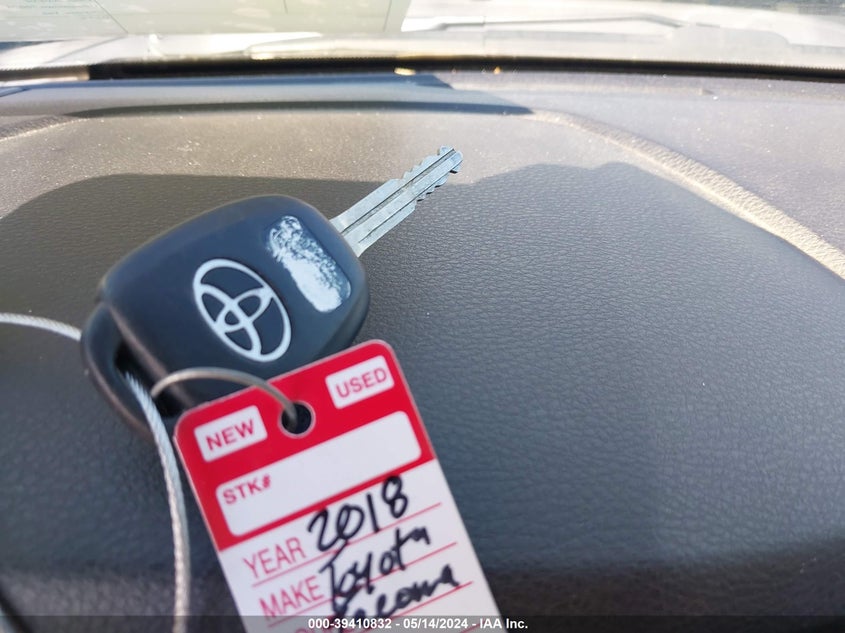 NEW USED
STK#
YEAR 2018
MAKE Toyota
Tacoma
000-39410832 - 05/14/2024 - IAA Inc.